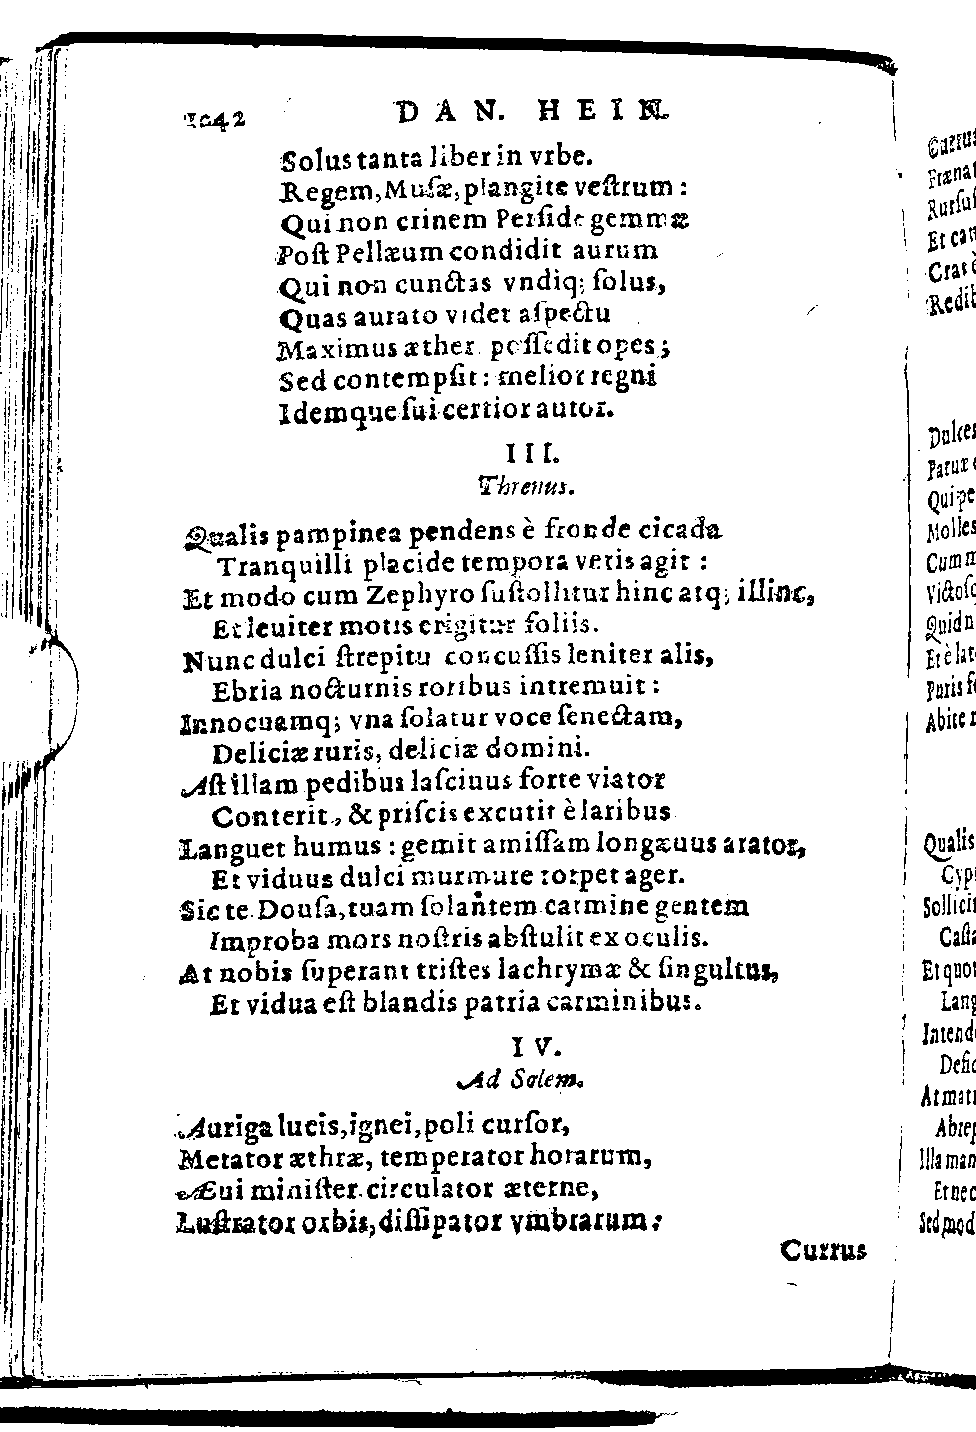 1042 DAN. HEIN.
Solus tanta liber in vrbe.
Regem, Musæ, plangite vestrum :
Qui non crinem Perside gemmæ
Post Pellæum condidit aurum
Qui non cunctas vndiq; solus,
Quas aurato videt aspectu
Maximus æther possedit opes ;
Sed contempsit : melior regni
Idemque sui certior autor.
III.
Threnus.
Qualis pampinea pendens è fronde cicada
Tranquilli placide tempora veris agit :
Et modo cum Zephyro sustollitur hinc atq; illinc,
Et leuiter motis erigitur foliis.
Nunc dulci strepitu concussis leniter alis,
Ebria nocturnis roribus intremuit :
Innocuamq; vna solatur voce senectam,
Deliciæ ruris, deliciæ domini.
Ast illam pedibus lasciuus forte viator
Conterit, & priscis excutit è laribus
Languet humus : gemit amissam longæuus arator,
Et viduus dulci murmure torpet ager.
Sic te Dousa, tuam solantem carmine gentem
Improba mors nostris abstulit ex oculis.
At nobis superant tristes lachrymæ & singultus,
Et vidua est blandis patria carminibus.
IV.
Ad Solem.
Auriga lucis, ignei, poli cursor,
Metator æthræ, temperator horarum,
Æui minister circulator æterne,
Lustrator orbis, dissipator vmbrarum :
Currus